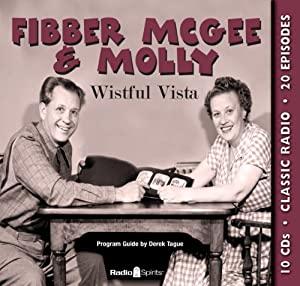 FIBBER MCGEE
& MOLLY
Wistful Vista
Program Guide by Derek Tague
Radio Spirits
10 CDs • CLASSIC RADIO • 20 EPISODES